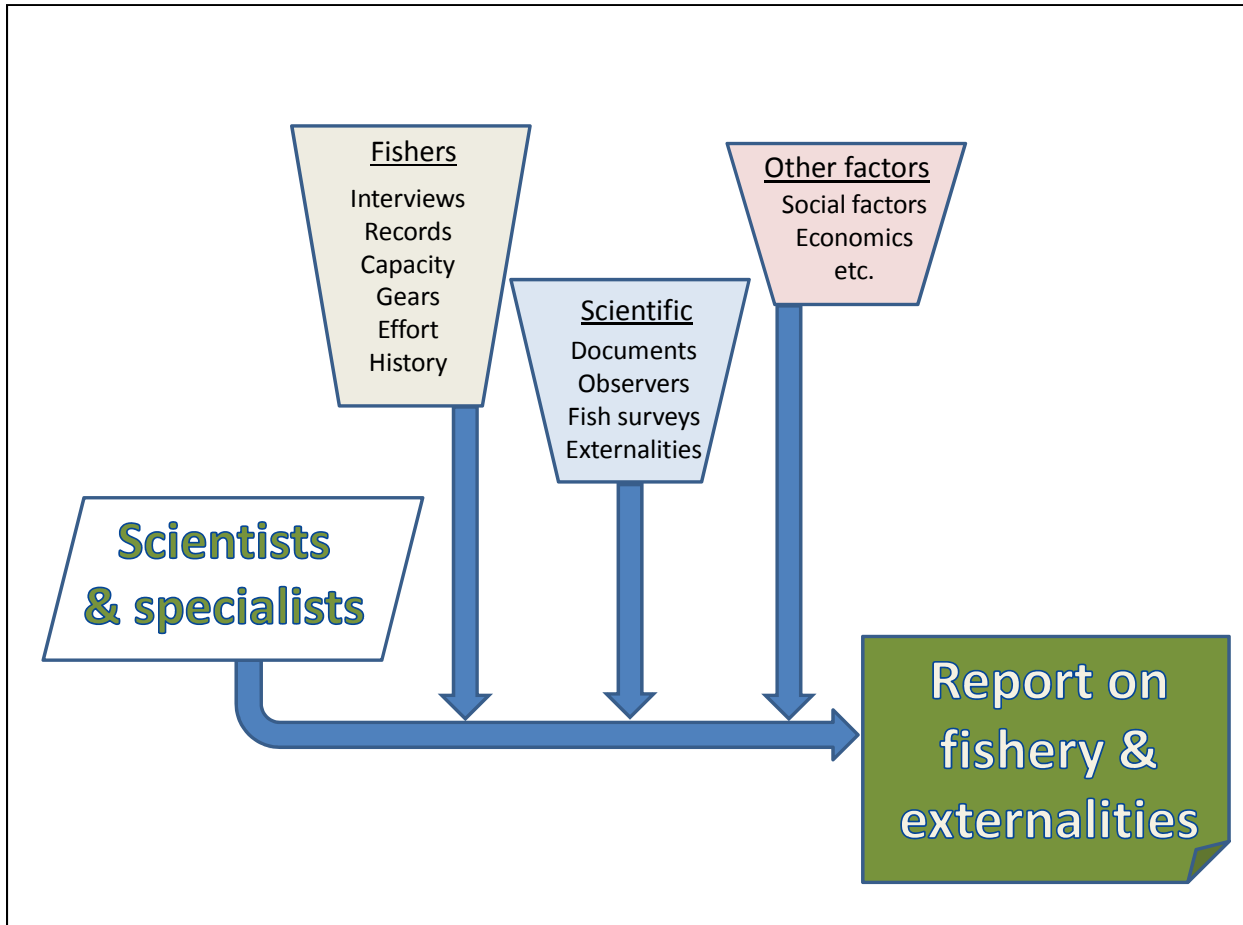 Fishers
Interviews
Records
Capacity
Gears
Effort
History
Scientific
Documents
Observers
Fish surveys
Externalities
Other factors
Social factors
Economics
etc.
Scientists
& specialists
Report on
fishery &
externalities